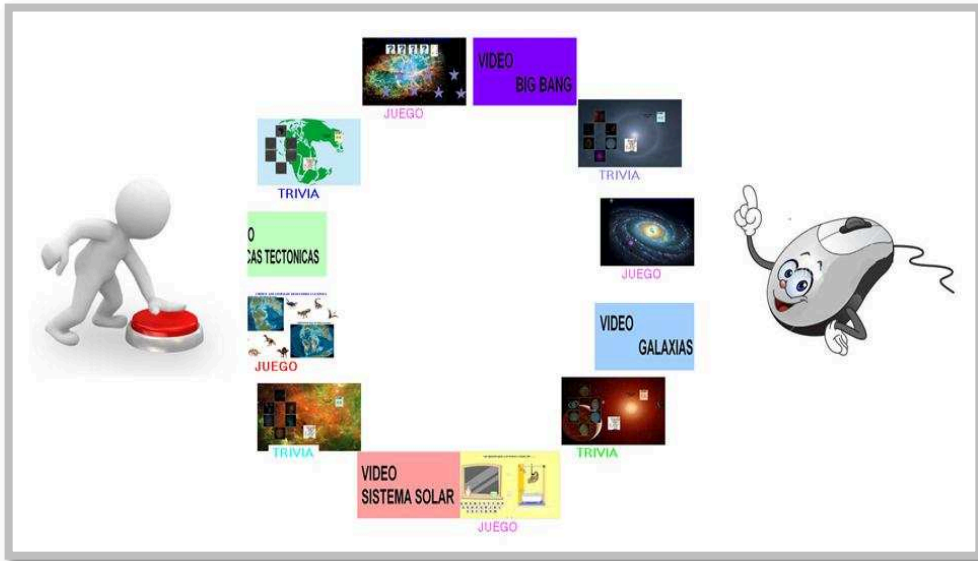 VIDEO
BIG BANG
JUEGO
TRIVIA
TRIVIA
O
CAS TECTONICAS
JUEGO
VIDEO
GALAXIAS
JUEGO
TRIVIA
TRIVIA
VIDEO
SISTEMA SOLAR
JUEGO